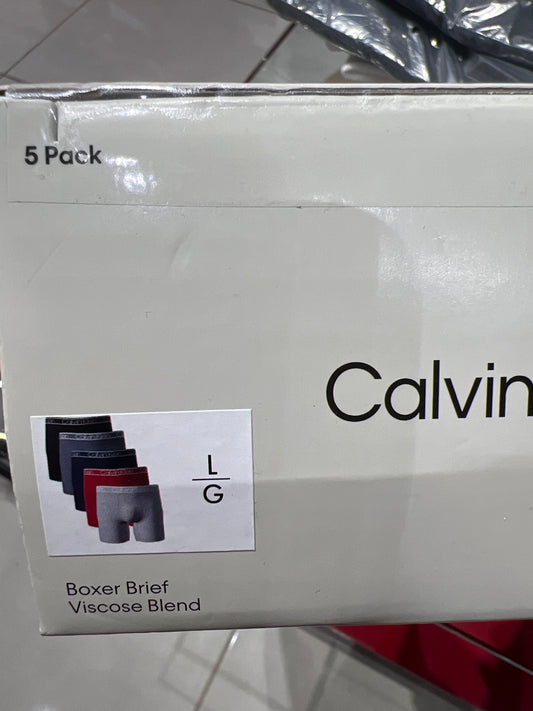 5 Pack
Calvin
L
G
Boxer Brief
Viscose Blend